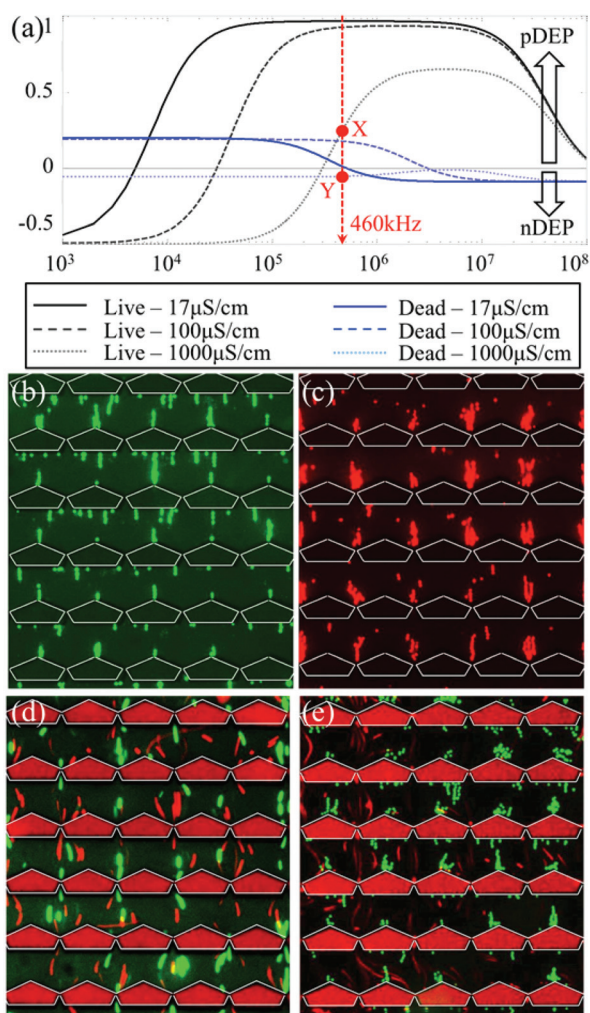 (a)
1
0.5
0
-0.5
pDEP
nDEP
X
Y
460kHz
10³ 10⁴ 10⁵ 10⁶ 10⁷ 10⁸
Live – 17μS/cm Dead – 17μS/cm
Live – 100μS/cm Dead – 100μS/cm
Live – 1000μS/cm Dead – 1000μS/cm
(b) (c)
(d) (e)